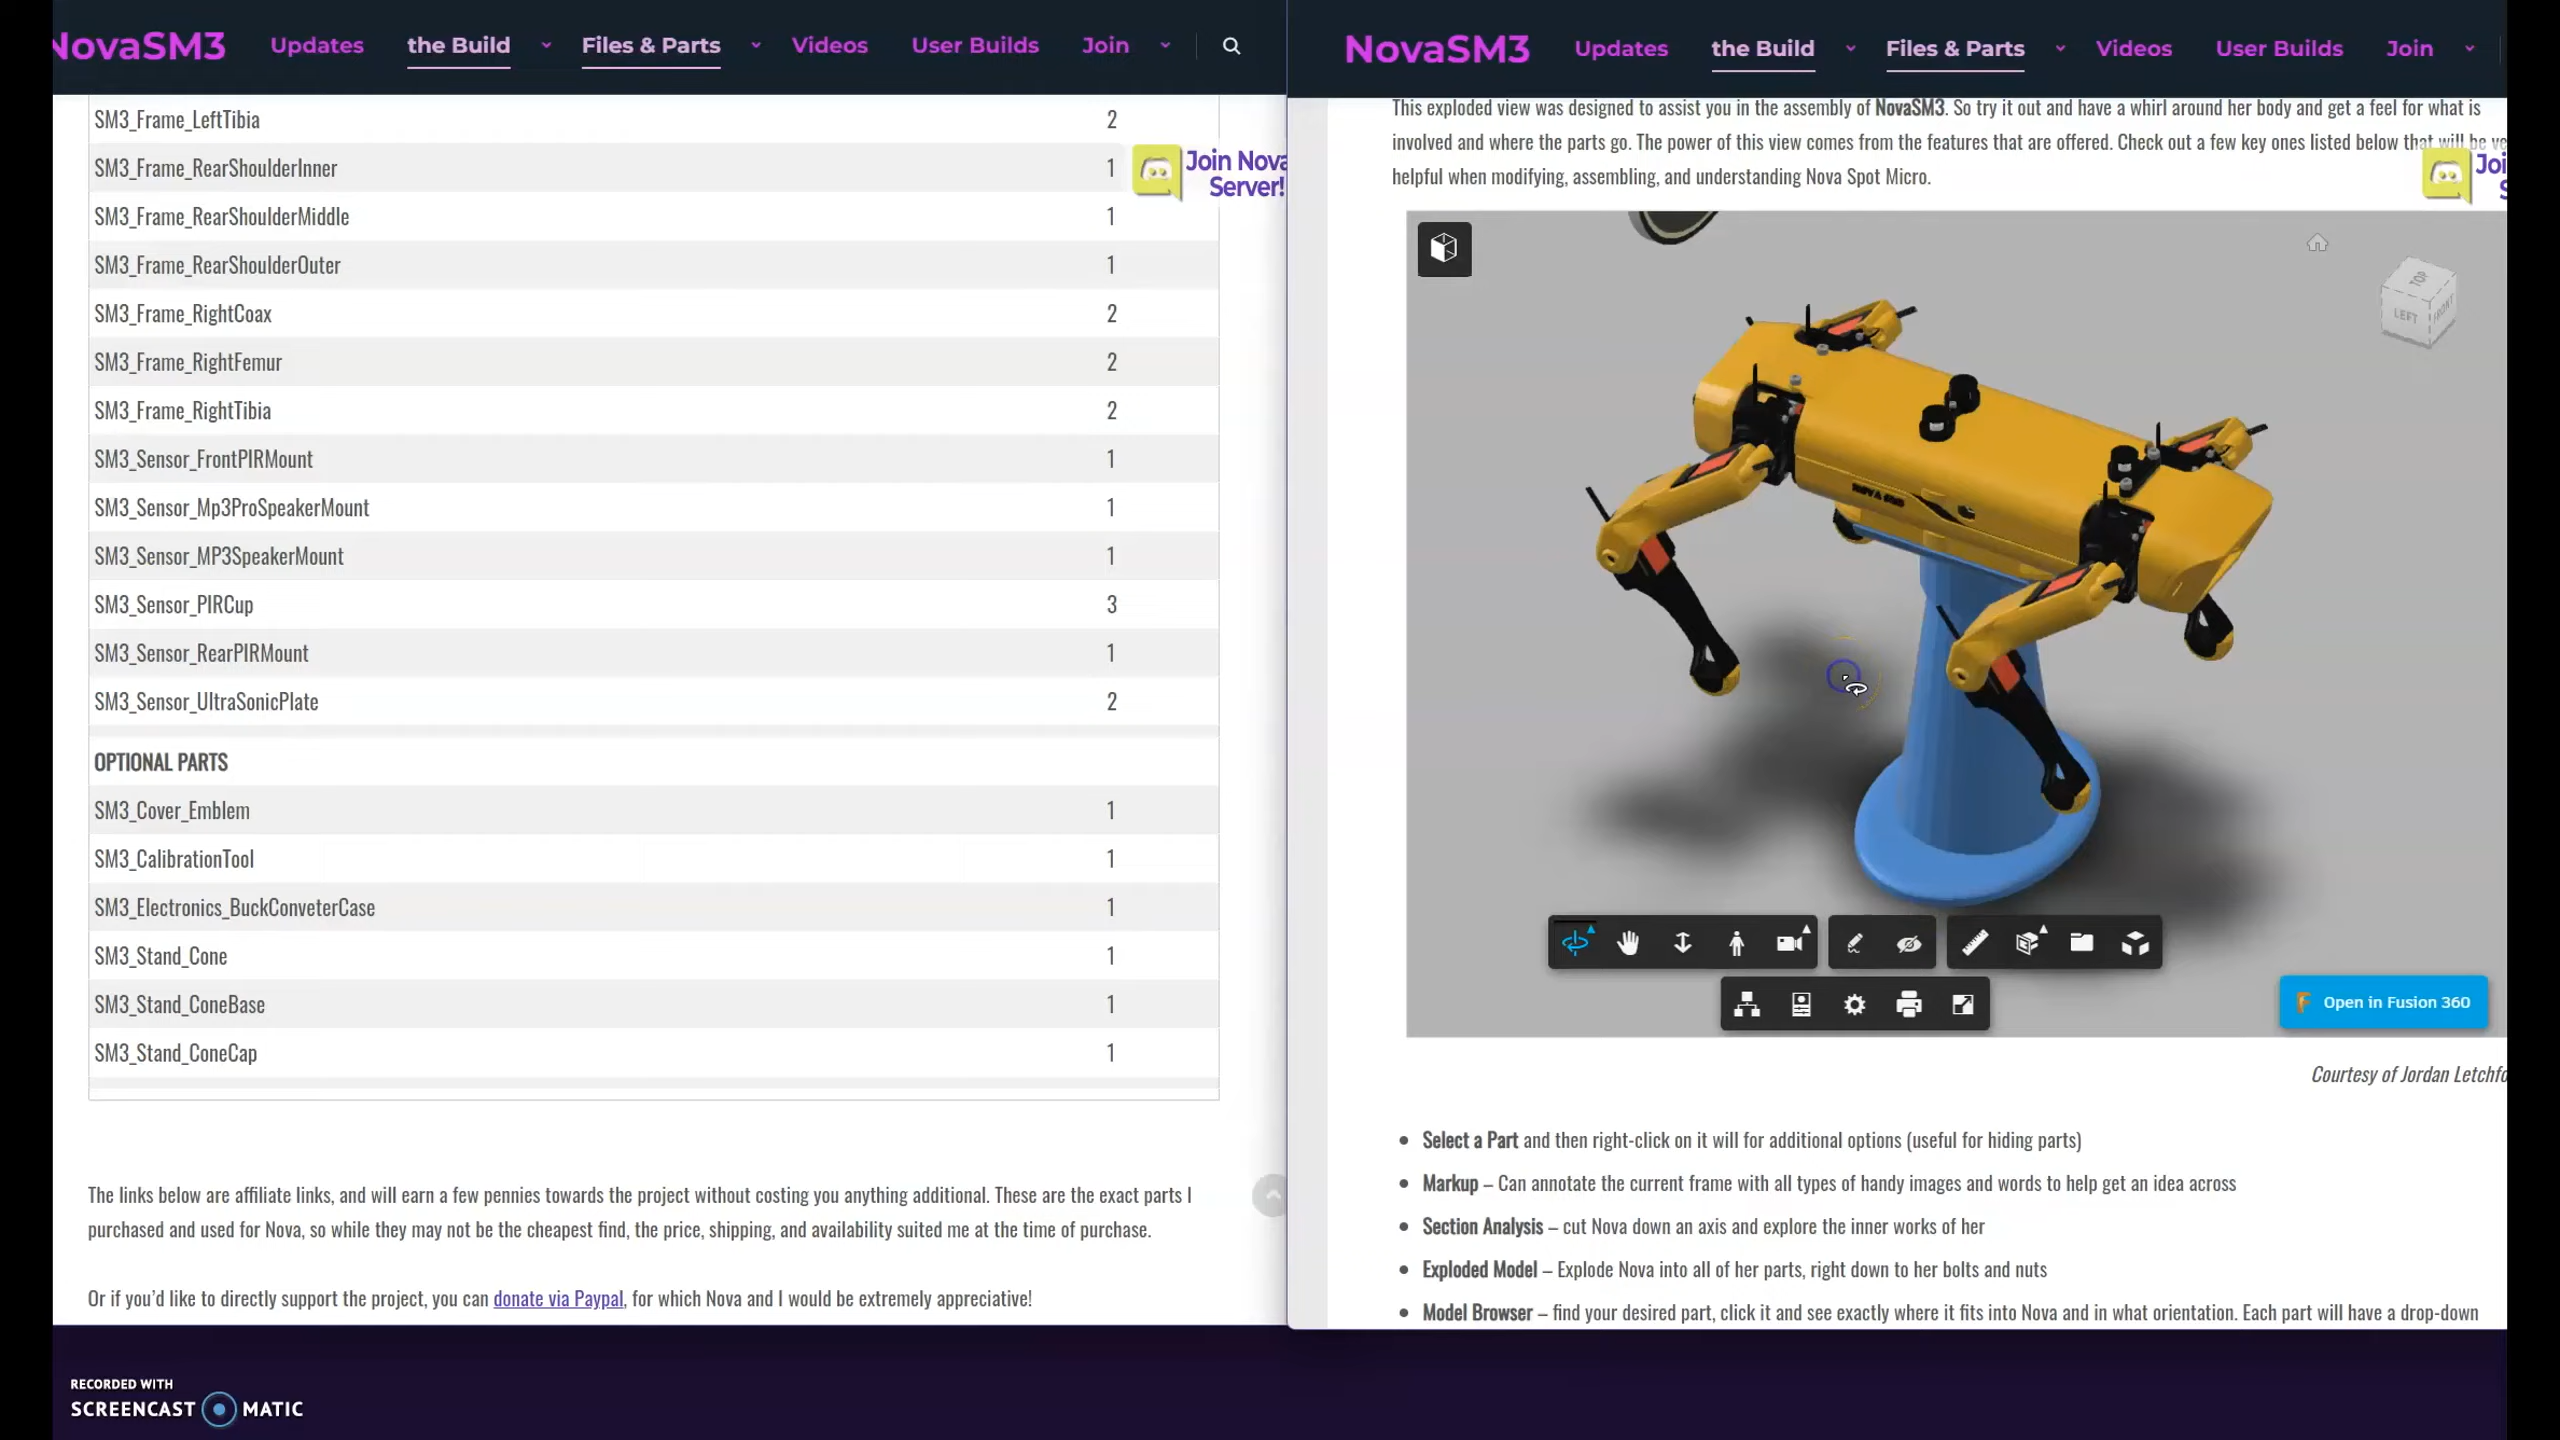 NovaSM3 Updates the Build Files & Parts Videos User Builds Join
SM3_Frame_LeftTibia 2
SM3_Frame_RearShoulderInner 1
SM3_Frame_RearShoulderMiddle 1
SM3_Frame_RearShoulderOuter 1
SM3_Frame_RightCoax 2
SM3_Frame_RightFemur 2
SM3_Frame_RightTibia 2
SM3_Sensor_FrontPIRMount 1
SM3_Sensor_Mp3ProSpeakerMount 1
SM3_Sensor_MP3SpeakerMount 1
SM3_Sensor_PIRCup 3
SM3_Sensor_RearPIRMount 1
SM3_Sensor_UltraSonicPlate 2
OPTIONAL PARTS
SM3_Cover_Emblem 1
SM3_CalibrationTool 1
SM3_Electronics_BuckConveterCase 1
SM3_Stand_Cone 1
SM3_Stand_ConeBase 1
SM3_Stand_ConeCap 1
Join Nova
Server!
The links below are affiliate links, and will earn a few pennies towards the project without costing you anything additional. These are the exact parts I
purchased and used for Nova, so while they may not be the cheapest find, the price, shipping, and availability suited me at the time of purchase.
Or if you'd like to directly support the project, you can donate via Paypal, for which Nova and I would be extremely appreciative!
NovaSM3 Updates the Build Files & Parts Videos User Builds Join
This exploded view was designed to assist you in the assembly of NovaSM3. So try it out and have a whirl around her body and get a feel for what is
involved and where the parts go. The power of this view comes from the features that are offered. Check out a few key ones listed below that will be ve
helpful when modifying, assembling, and understanding Nova Spot Micro.
Joi
S
TOP
LEFT FRONT
NOVA SM3
Open in Fusion 360
Courtesy of Jordan Letchfo
• Select a Part and then right-click on it will for additional options (useful for hiding parts)
• Markup – Can annotate the current frame with all types of handy images and words to help get an idea across
• Section Analysis – cut Nova down an axis and explore the inner works of her
• Exploded Model – Explode Nova into all of her parts, right down to her bolts and nuts
• Model Browser – find your desired part, click it and see exactly where it fits into Nova and in what orientation. Each part will have a drop-down
RECORDED WITH
SCREENCAST MATIC